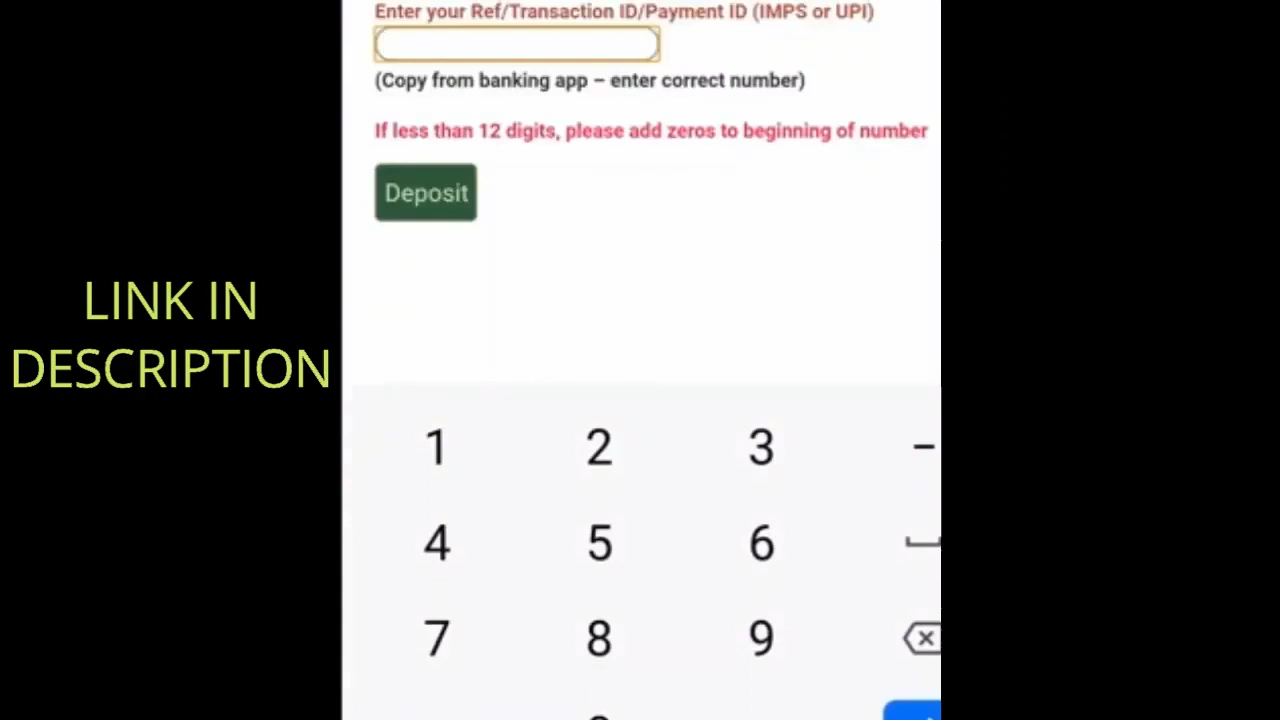 Enter your Ref/Transaction ID/Payment ID (IMPS or UPI)
(Copy from banking app – enter correct number)
If less than 12 digits, please add zeros to beginning of number
Deposit
LINK IN
DESCRIPTION
1 2 3 –
4 5 6
7 8 9